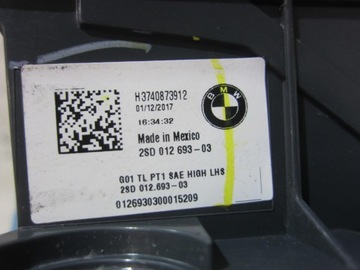 H3740873912
01/12/2017
16:34:32
BMW
Made in Mexico
2SD 012 693-03
G01 TL PT1 SAE HIGH LHS
2SD 012.693-03
0126930300015209